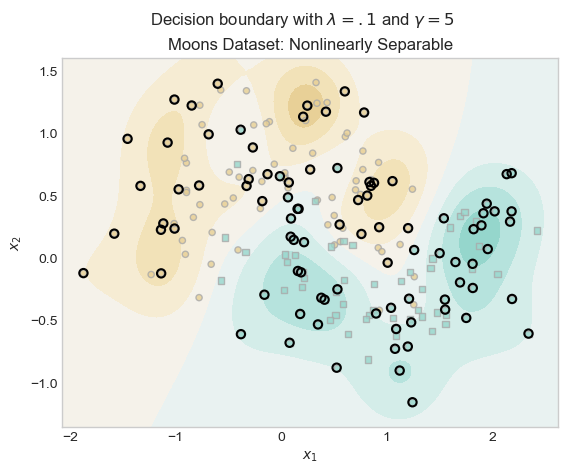 Decision boundary with λ = .1 and γ = 5
Moons Dataset: Nonlinearly Separable
1.5
1.0
0.5
0.0
−0.5
−1.0
x₂
−2 −1 0 1 2
x₁